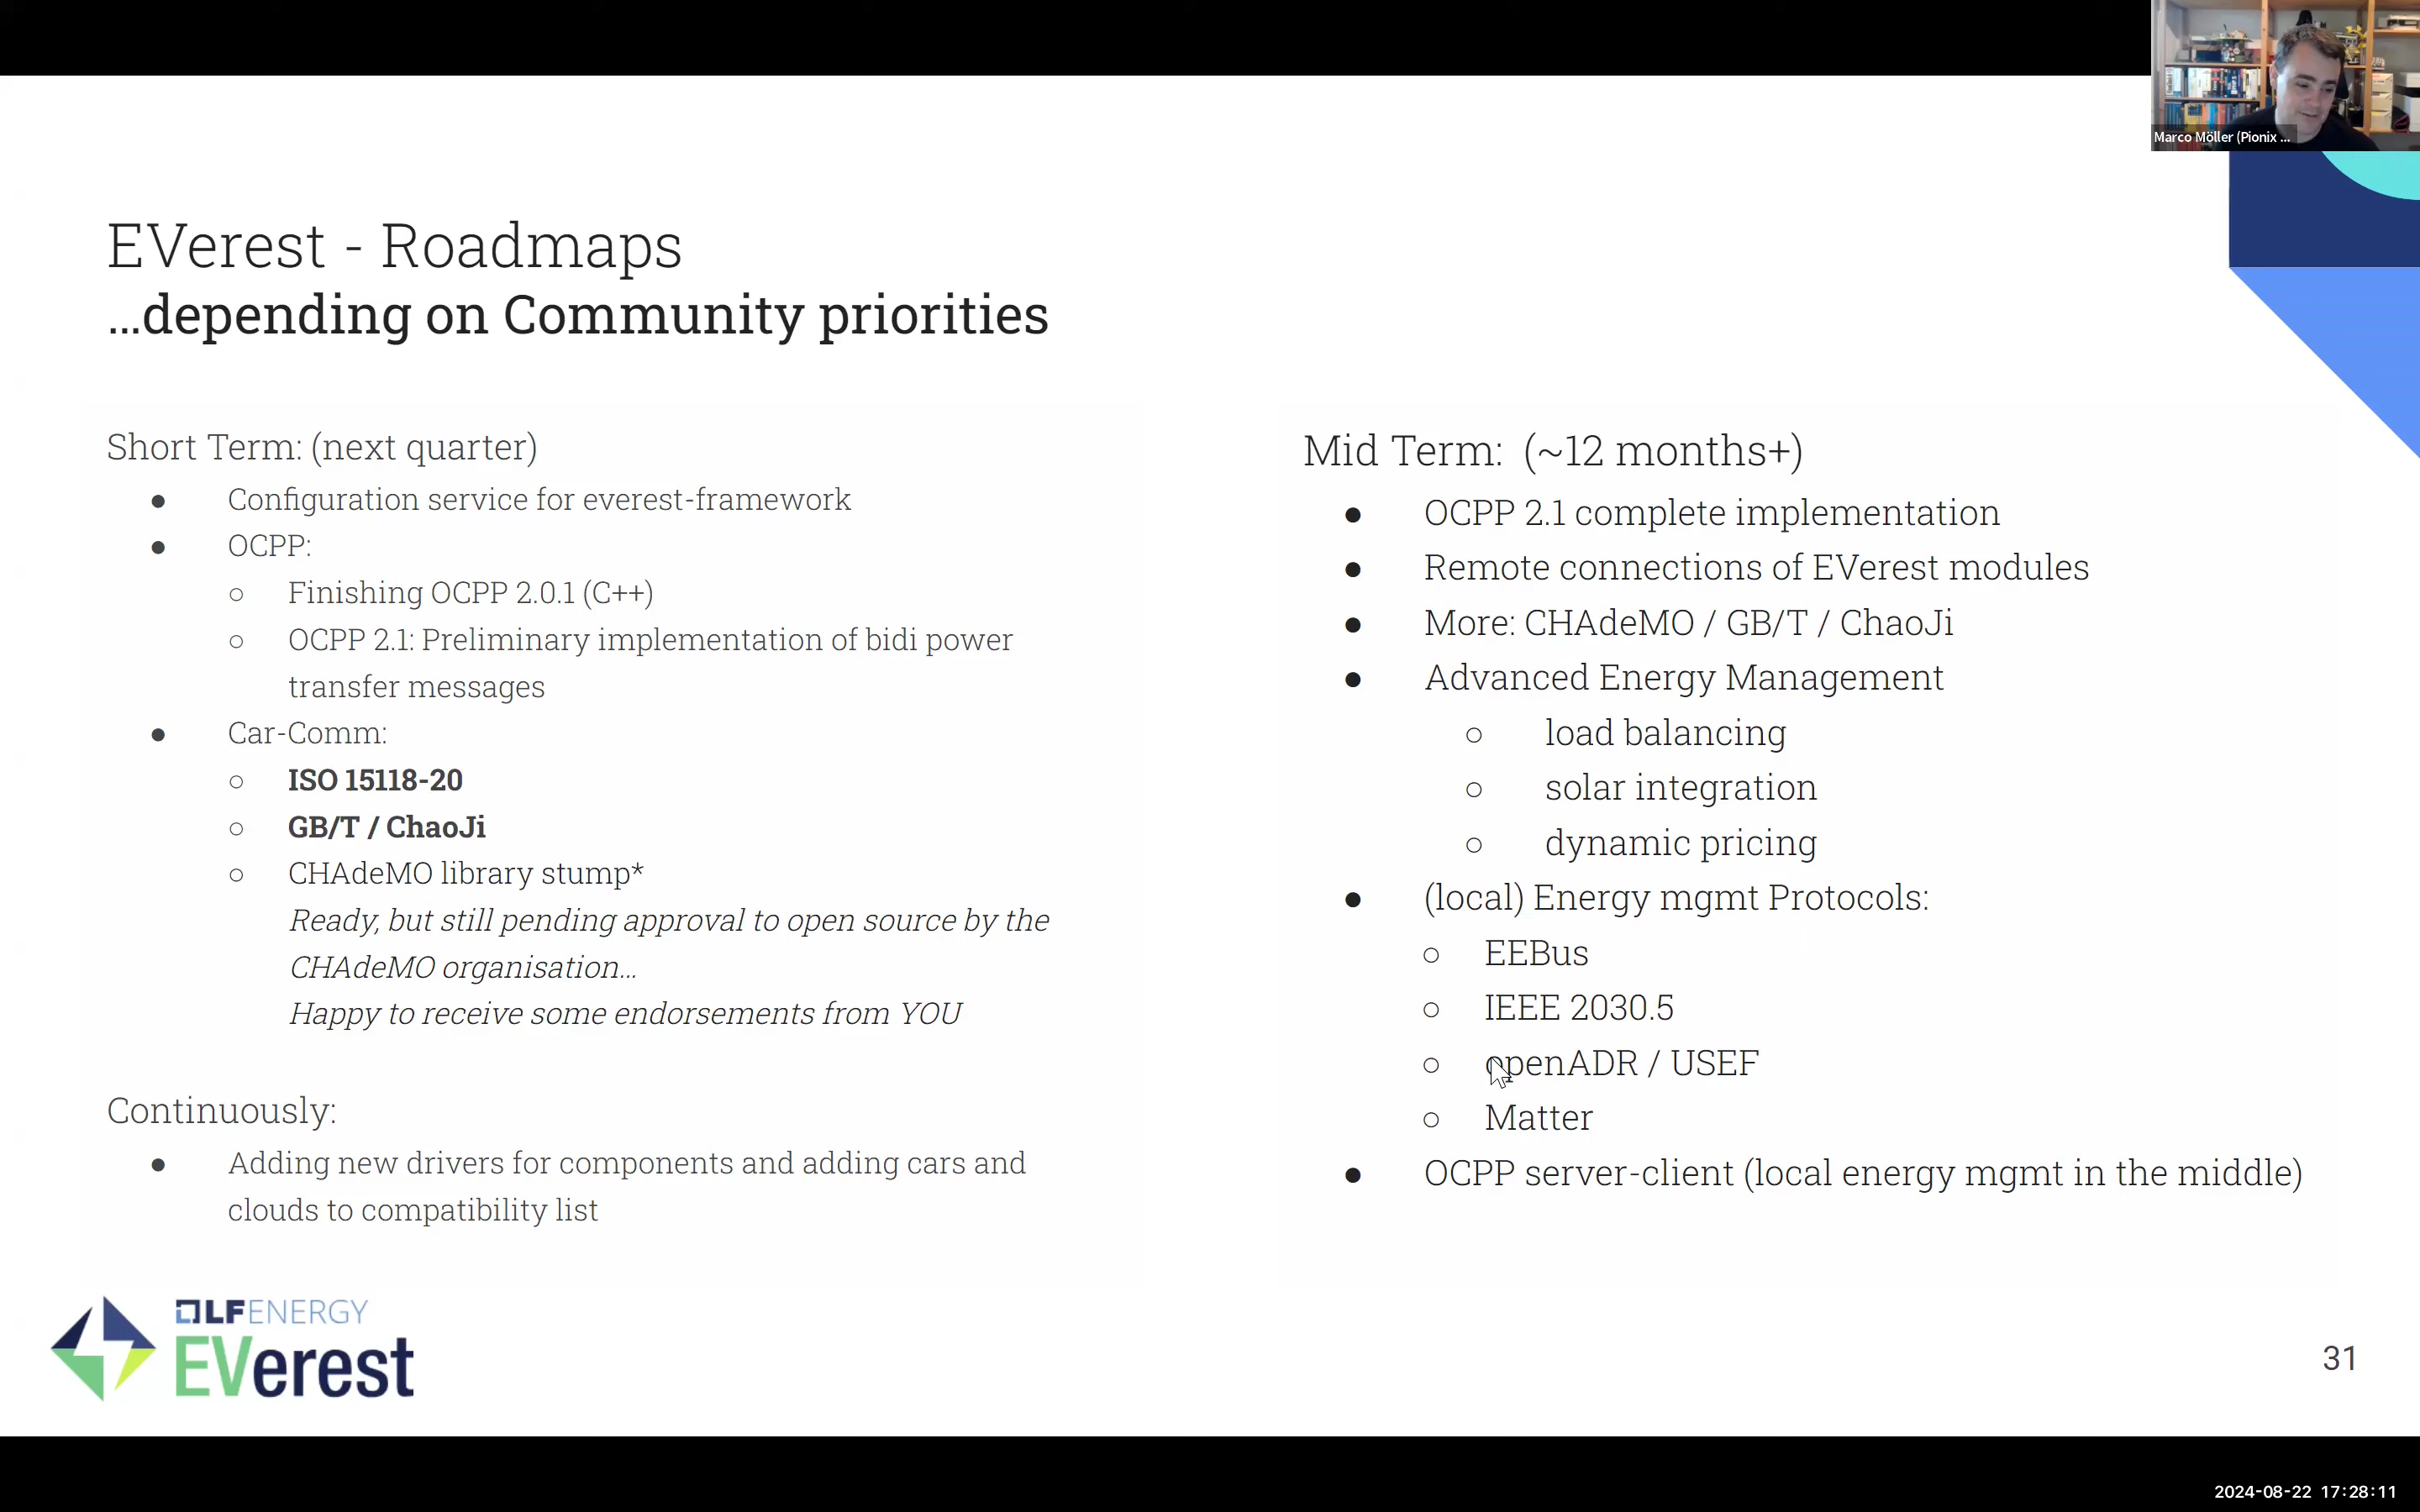 Marco Möller (Pionix ...
EVerest - Roadmaps
...depending on Community priorities
Short Term: (next quarter)
● Configuration service for everest-framework
● OCPP:
○ Finishing OCPP 2.0.1 (C++)
○ OCPP 2.1: Preliminary implementation of bidi power
transfer messages
● Car-Comm:
○ ISO 15118-20
○ GB/T / ChaoJi
○ CHAdeMO library stump*
Ready, but still pending approval to open source by the
CHAdeMO organisation...
Happy to receive some endorsements from YOU
Continuously:
● Adding new drivers for components and adding cars and
clouds to compatibility list
Mid Term: (~12 months+)
● OCPP 2.1 complete implementation
● Remote connections of EVerest modules
● More: CHAdeMO / GB/T / ChaoJi
● Advanced Energy Management
○ load balancing
○ solar integration
○ dynamic pricing
● (local) Energy mgmt Protocols:
○ EEBus
○ IEEE 2030.5
○ openADR / USEF
○ Matter
● OCPP server-client (local energy mgmt in the middle)
LFENERGY
EVerest
31
2024-08-22 17:28:11